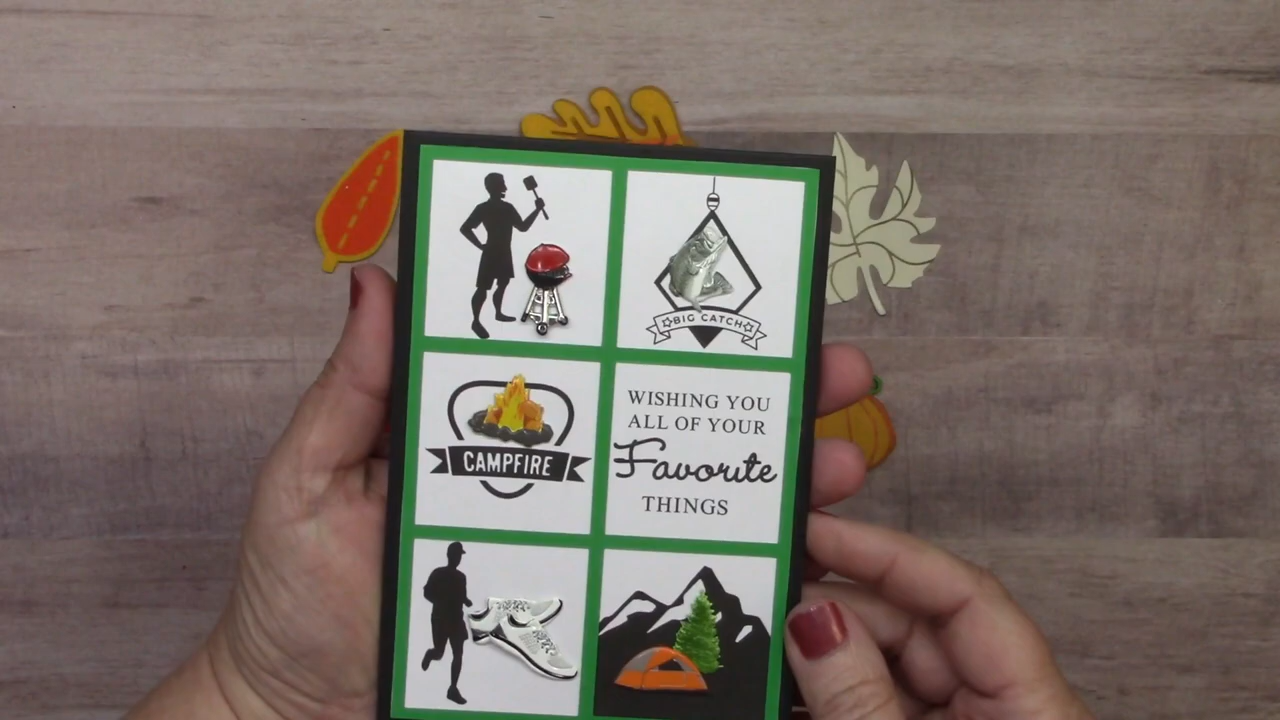 BIG CATCH
CAMPFIRE
WISHING YOU
ALL OF YOUR
Favorite
THINGS